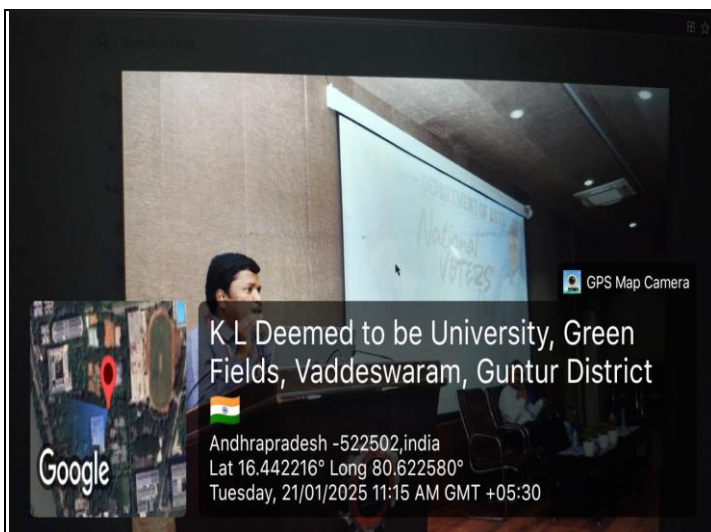 DEPARTMENT OF
National
VOTERS
GPS Map Camera
K L Deemed to be University, Green
Fields, Vaddeswaram, Guntur District
Andhrapradesh -522502,india
Lat 16.442216° Long 80.622580°
Tuesday, 21/01/2025 11:15 AM GMT +05:30
Google